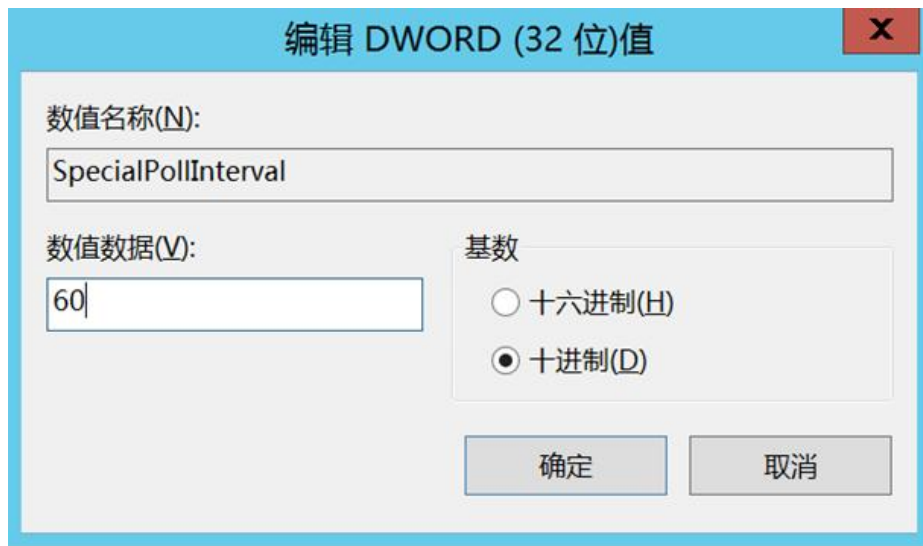 编辑 DWORD (32 位)值
X
数值名称(N):
SpecialPollInterval
数值数据(V):
60
基数
十六进制(H)
十进制(D)
确定
取消